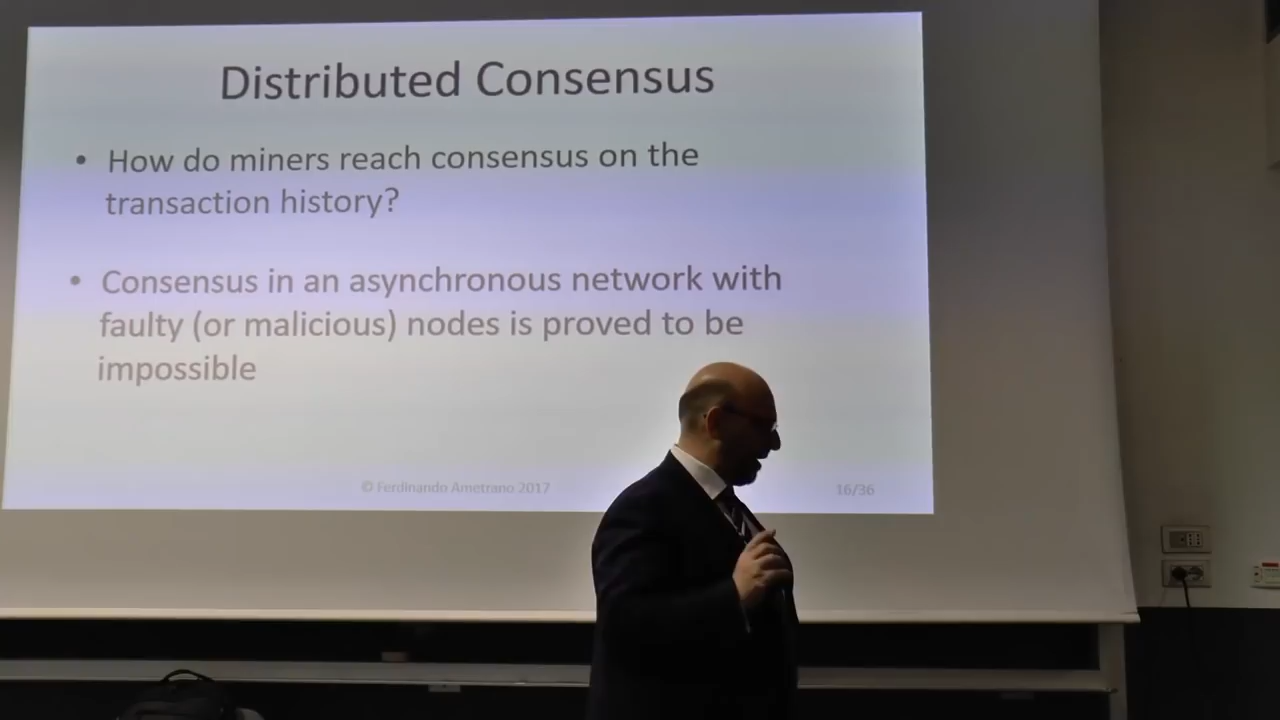 Distributed Consensus
• How do miners reach consensus on the
transaction history?
• Consensus in an asynchronous network with
faulty (or malicious) nodes is proved to be
impossible
© Ferdinando Ametrano 2017
16/36